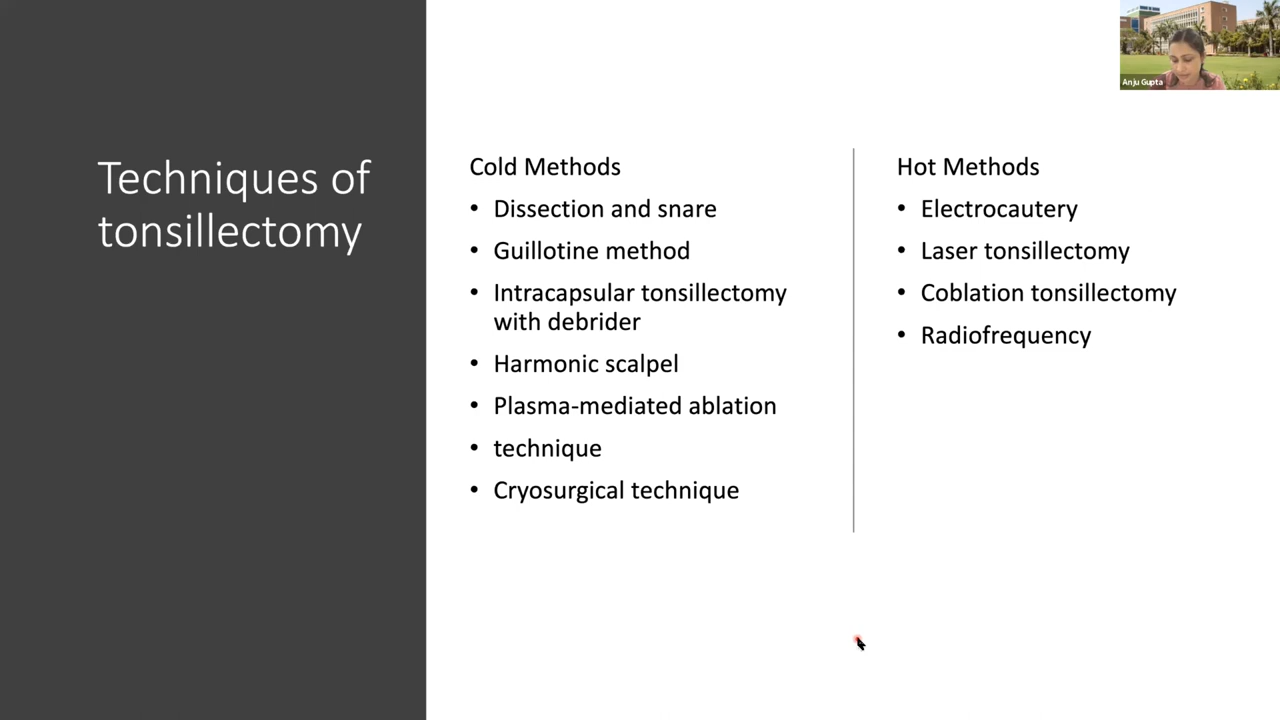 Techniques of
tonsillectomy
Cold Methods
• Dissection and snare
• Guillotine method
• Intracapsular tonsillectomy
with debrider
• Harmonic scalpel
• Plasma-mediated ablation
• technique
• Cryosurgical technique
Hot Methods
• Electrocautery
• Laser tonsillectomy
• Coblation tonsillectomy
• Radiofrequency
Anju Gupta